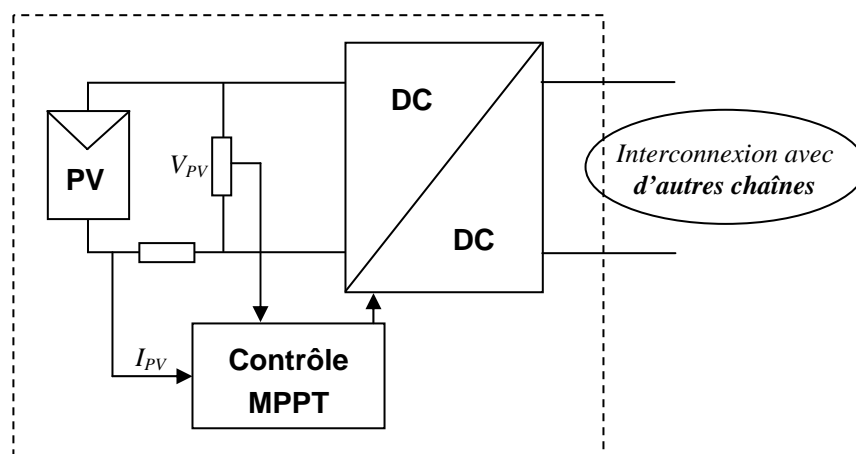 DC
PV
V_PV
Interconnexion avec
d'autres chaînes
DC
I_PV
Contrôle
MPPT